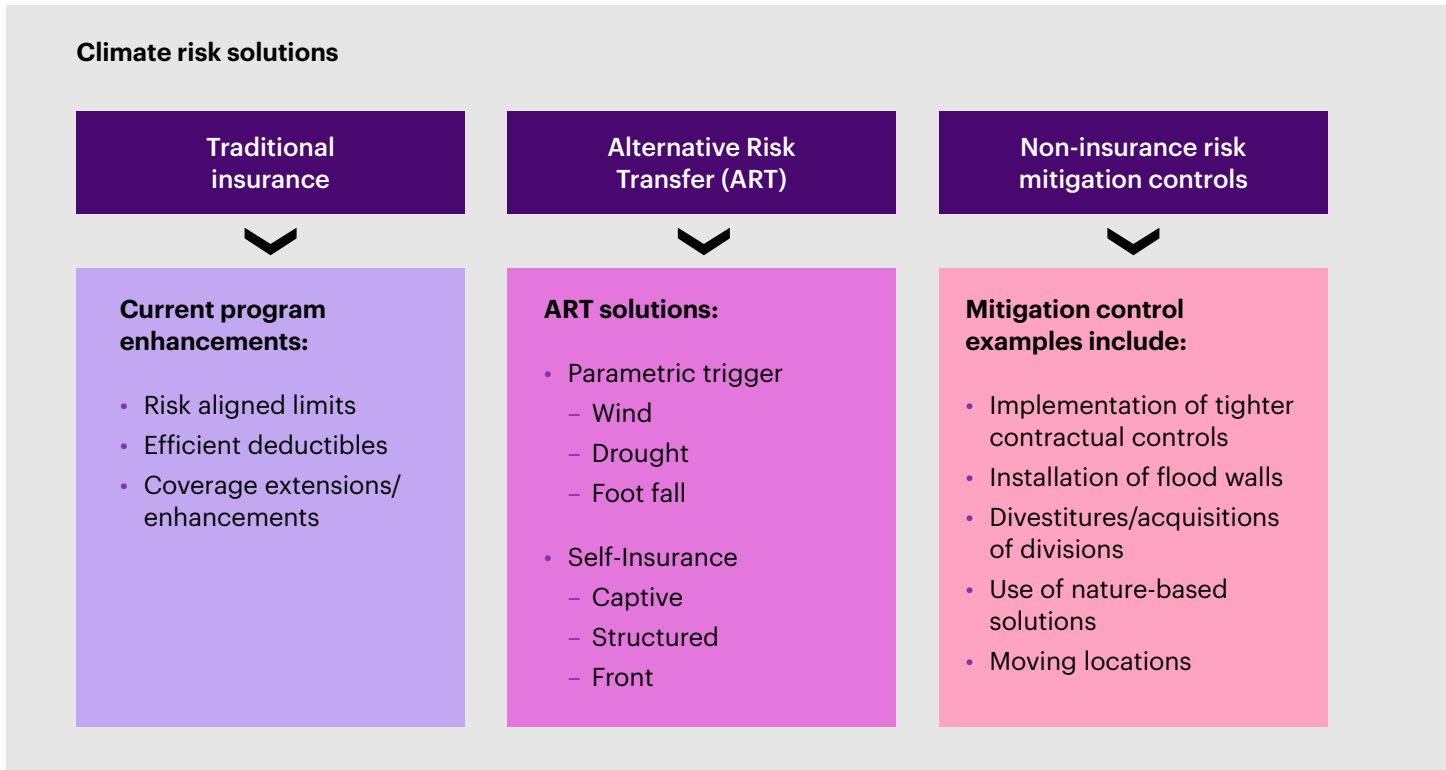 Climate risk solutions
Traditional
insurance
Current program
enhancements:
• Risk aligned limits
• Efficient deductibles
• Coverage extensions/
enhancements
Alternative Risk
Transfer (ART)
ART solutions:
• Parametric trigger
– Wind
– Drought
– Foot fall
• Self-Insurance
– Captive
– Structured
– Front
Non-insurance risk
mitigation controls
Mitigation control
examples include:
• Implementation of tighter
contractual controls
• Installation of flood walls
• Divestitures/acquisitions
of divisions
• Use of nature-based
solutions
• Moving locations